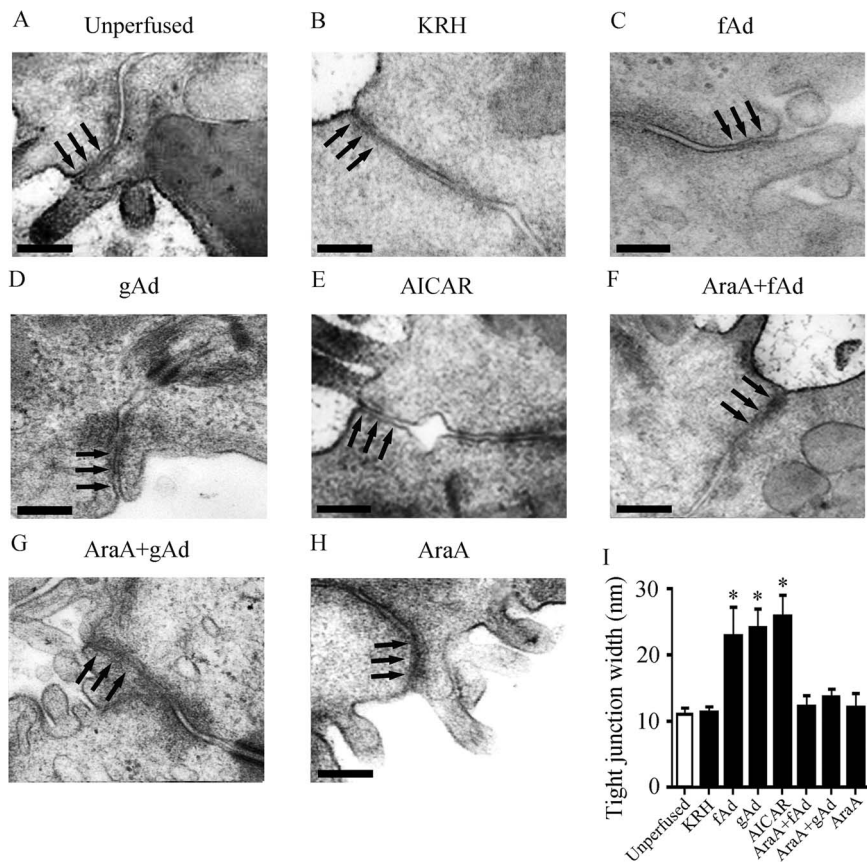 A
Unperfused
B
KRH
C
fAd
D
gAd
E
AICAR
F
AraA+fAd
G
AraA+gAd
H
AraA
I
Tight junction width (nm)
30
20
10
0
* * *
Unperfused
KRH
fAd
gAd
AICAR
AraA+fAd
AraA+gAd
AraA